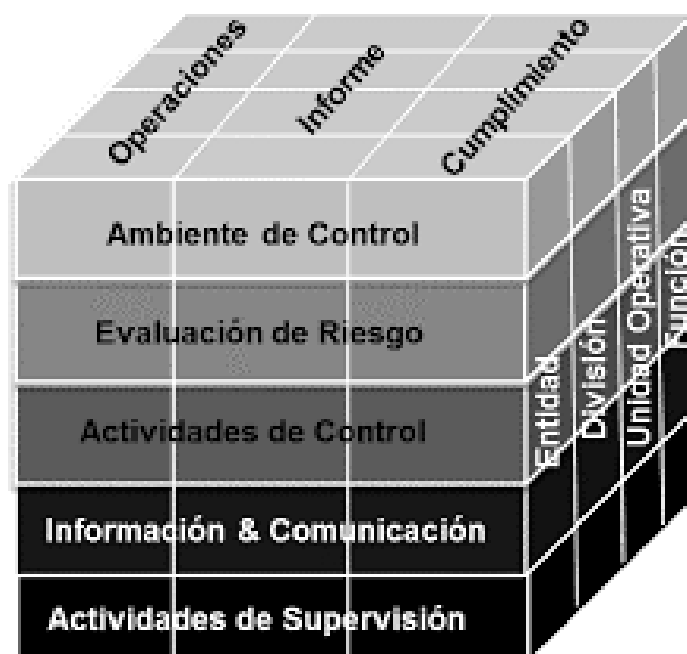 Operaciones
Informe
Cumplimiento
Ambiente de Control
Evaluación de Riesgo
Actividades de Control
Información & Comunicación
Actividades de Supervisión
Entidad
División
Unidad Operativa
Función